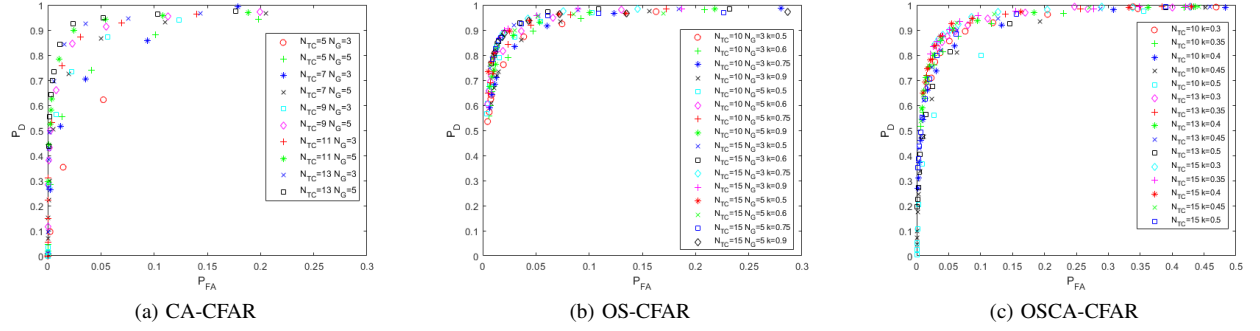 1
0.9
0.8
0.7
0.6
0.5
0.4
0.3
0.2
0.1
0
P_D
0 0.05 0.1 0.15 0.2 0.25 0.3
P_FA
N_TC=5 N_G=3
N_TC=5 N_G=5
N_TC=7 N_G=3
N_TC=7 N_G=5
N_TC=9 N_G=3
N_TC=9 N_G=5
N_TC=11 N_G=3
N_TC=11 N_G=5
N_TC=13 N_G=3
N_TC=13 N_G=5
(a) CA-CFAR
1
0.9
0.8
0.7
0.6
0.5
0.4
0.3
0.2
0.1
0
P_D
0 0.05 0.1 0.15 0.2 0.25 0.3
P_FA
N_TC=10 N_G=3 k=0.5
N_TC=10 N_G=3 k=0.6
N_TC=10 N_G=3 k=0.75
N_TC=10 N_G=3 k=0.9
N_TC=10 N_G=5 k=0.5
N_TC=10 N_G=5 k=0.6
N_TC=10 N_G=5 k=0.75
N_TC=10 N_G=5 k=0.9
N_TC=15 N_G=3 k=0.5
N_TC=15 N_G=3 k=0.6
N_TC=15 N_G=3 k=0.75
N_TC=15 N_G=3 k=0.9
N_TC=15 N_G=5 k=0.5
N_TC=15 N_G=5 k=0.6
N_TC=15 N_G=5 k=0.75
N_TC=15 N_G=5 k=0.9
(b) OS-CFAR
1
0.9
0.8
0.7
0.6
0.5
0.4
0.3
0.2
0.1
0
P_D
0 0.05 0.1 0.15 0.2 0.25 0.3 0.35 0.4 0.45 0.5
P_FA
N_TC=10 k=0.3
N_TC=10 k=0.35
N_TC=10 k=0.4
N_TC=10 k=0.45
N_TC=10 k=0.5
N_TC=13 k=0.3
N_TC=13 k=0.35
N_TC=13 k=0.4
N_TC=13 k=0.45
N_TC=13 k=0.5
N_TC=15 k=0.3
N_TC=15 k=0.35
N_TC=15 k=0.4
N_TC=15 k=0.45
N_TC=15 k=0.5
(c) OSCA-CFAR